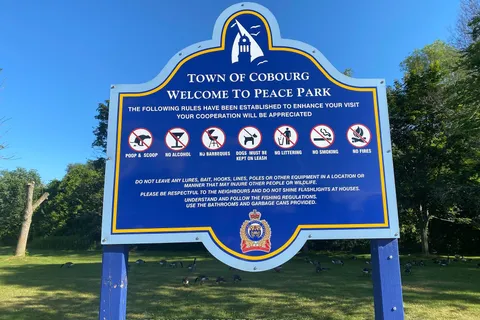 TOWN OF COBOURG
WELCOME TO PEACE PARK
THE FOLLOWING RULES HAVE BEEN ESTABLISHED TO ENHANCE YOUR VISIT
YOUR COOPERATION WILL BE APPRECIATED
POOP & SCOOP NO ALCOHOL NO BARBEQUES DOGS MUST BE KEPT ON LEASH NO LITTERING NO SMOKING NO FIRES
DO NOT LEAVE ANY LURES, BAIT, HOOKS, LINES, POLES OR OTHER EQUIPMENT IN A LOCATION OR
MANNER THAT MAY INJURE OTHER PEOPLE OR WILDLIFE.
PLEASE BE RESPECTFUL TO THE NEIGHBOURS AND DO NOT SHINE FLASHLIGHTS AT HOUSES.
UNDERSTAND AND FOLLOW THE FISHING REGULATIONS.
USE THE BATHROOMS AND GARBAGE CANS PROVIDED.